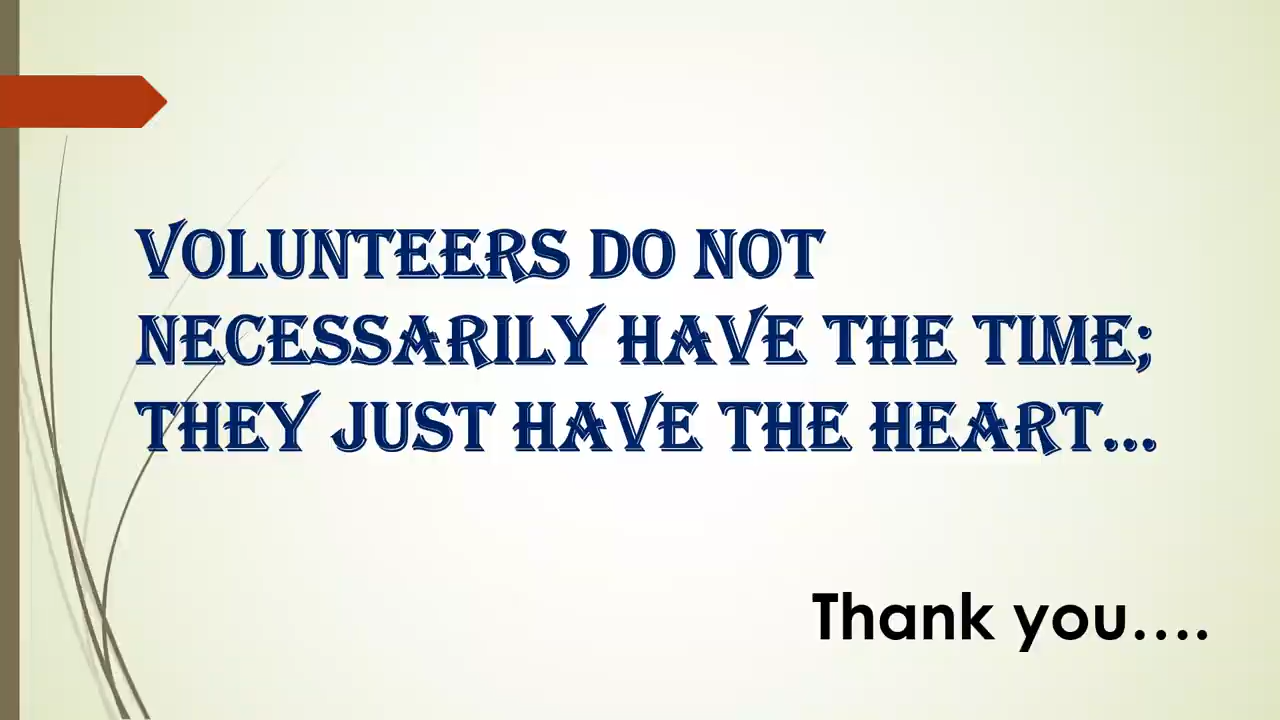 VOLUNTEERS DO NOT
NECESSARILY HAVE THE TIME;
THEY JUST HAVE THE HEART...
Thank you....